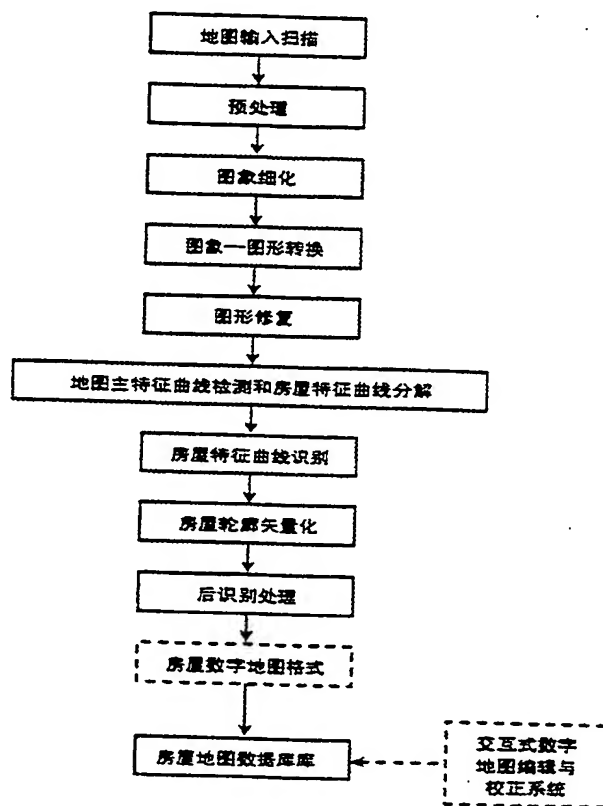 地图输入扫描
预处理
图象细化
图象—图形转换
图形修复
地图主特征曲线检测和房屋特征曲线分解
房屋特征曲线识别
房屋轮廓矢量化
后识别处理
房屋数字地图格式
房屋地图数据库库
交互式数字
地图编辑与
校正系统